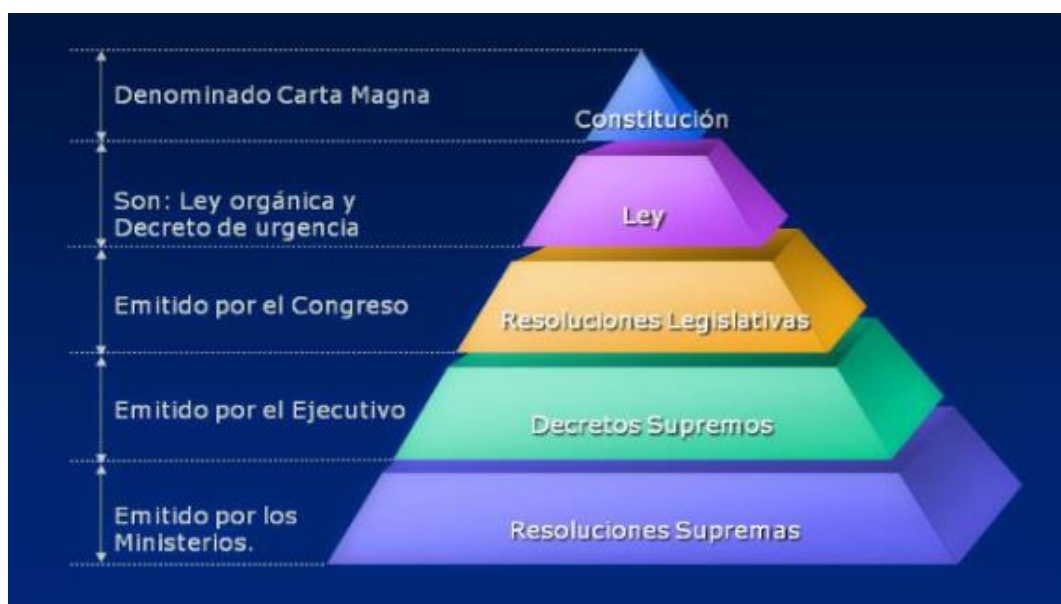 Denominado Carta Magna
Constitución
Son: Ley orgánica y
Decreto de urgencia
Ley
Emitido por el Congreso
Resoluciones Legislativas
Emitido por el Ejecutivo
Decretos Supremos
Emitido por los
Ministerios.
Resoluciones Supremas